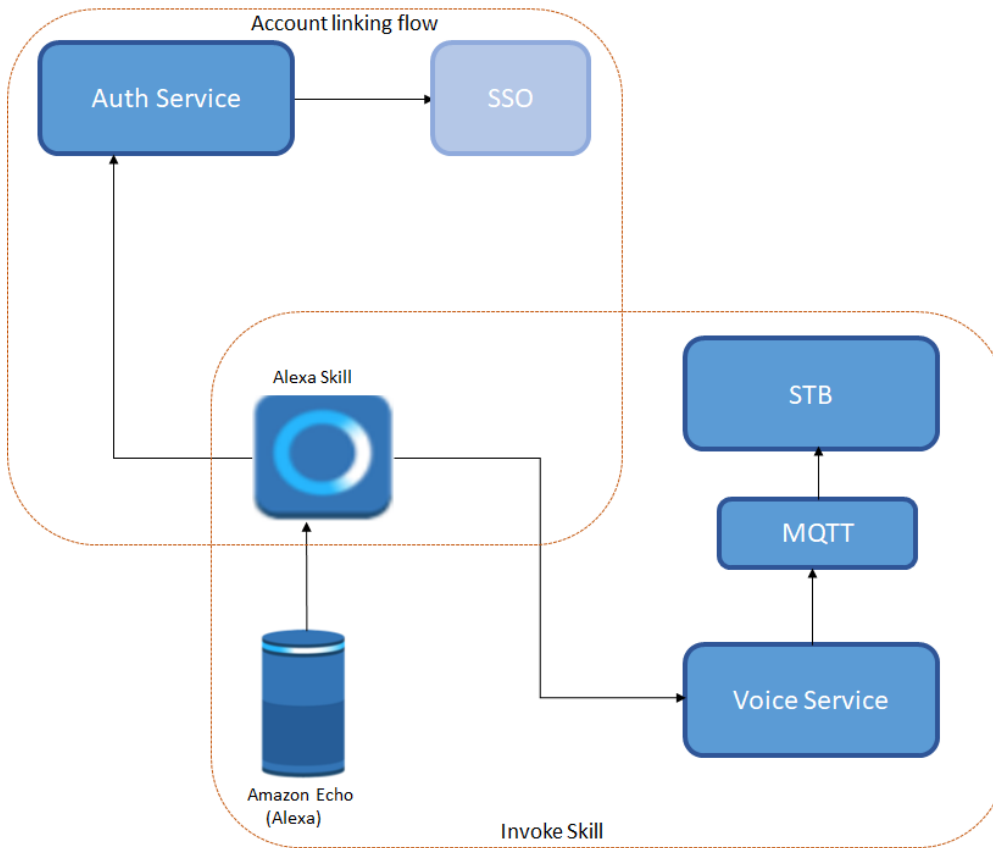 Account linking flow
Auth Service
SSO
Alexa Skill
STB
MQTT
Voice Service
Amazon Echo
(Alexa)
Invoke Skill